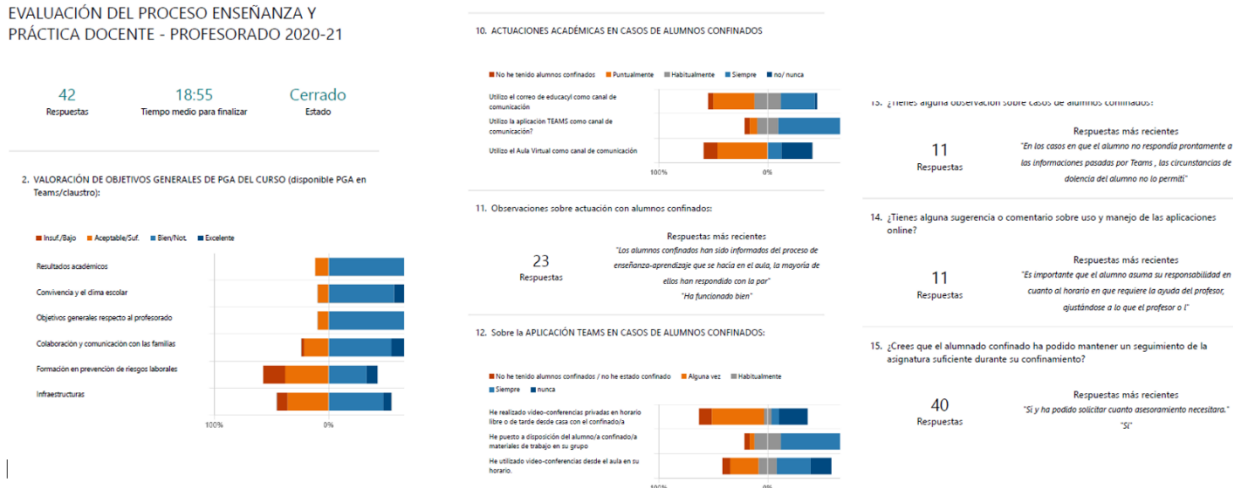 EVALUACIÓN DEL PROCESO ENSEÑANZA Y
PRÁCTICA DOCENTE - PROFESORADO 2020-21
42
Respuestas
18:55
Tiempo medio para finalizar
Cerrado
Estado
2. VALORACIÓN DE OBJETIVOS GENERALES DE PGA DEL CURSO (disponible PGA en
Teams/claustro):
Insuf./Bajo Aceptable/Suf. Bien/Not. Excelente
Resultados académicos
Convivencia y el clima escolar
Objetivos generales respecto al profesorado
Colaboración y comunicación con las familias
Formación en prevención de riesgos laborales
Infraestructuras
100% 0%
10. ACTUACIONES ACADÉMICAS EN CASOS DE ALUMNOS CONFINADOS
No he tenido alumnos confinados Puntualmente Habitualmente Siempre no/ nunca
Utilizo el correo de educacyl como canal de
comunicación
Utilizo la aplicación TEAMS como canal de
comunicación?
Utilizo el Aula Virtual como canal de comunicación
100% 0%
11. Observaciones sobre actuación con alumnos confinados:
23
Respuestas
Respuestas más recientes
"Los alumnos confinados han sido informados del proceso de
enseñanza-aprendizaje que se hacía en el aula, la mayoría de
ellos han respondido con la par"
"Ha funcionado bien"
12. Sobre la APLICACIÓN TEAMS EN CASOS DE ALUMNOS CONFINADOS:
No he tenido alumnos confinados / no he estado confinado Alguna vez Habitualmente
Siempre nunca
He realizado video-conferencias privadas en horario
libre o de tarde desde casa con el confinado/a
He puesto a disposición del alumno/a confinado/a
materiales de trabajo en su grupo
He utilizado video-conferencias desde el aula en su
horario.
100% 0%
13. ¿Tienes alguna observación sobre casos de alumnos confinados?
11
Respuestas
Respuestas más recientes
"En los casos en que el alumno no respondía prontamente a
las informaciones pasadas por Teams , las circunstancias de
dolencia del alumno no lo permití"
14. ¿Tienes alguna sugerencia o comentario sobre uso y manejo de las aplicaciones
online?
11
Respuestas
Respuestas más recientes
"Es importante que el alumno asuma su responsabilidad en
cuanto al horario en que requiere la ayuda del profesor,
ajustándose a lo que el profesor o l"
15. ¿Crees que el alumnado confinado ha podido mantener un seguimiento de la
asignatura suficiente durante su confinamiento?
40
Respuestas
Respuestas más recientes
"Si y ha podido solicitar cuanto asesoramiento necesitara."
"Sí"